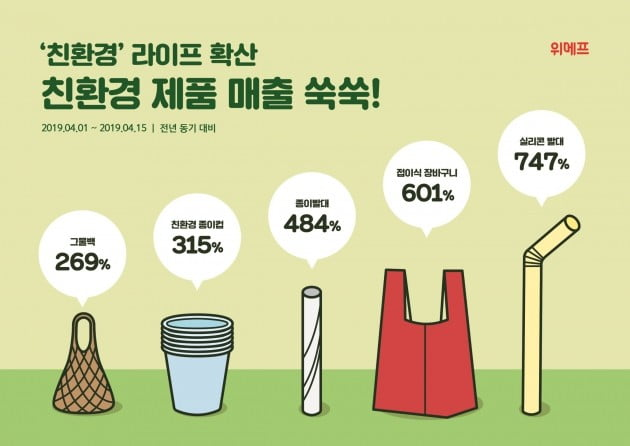 ‘친환경’ 라이프 확산
위메프
친환경 제품 매출 쑥쑥!
2019.04.01 ~ 2019.04.15 | 전년 동기 대비
그물백
269%
친환경 종이컵
315%
종이빨대
484%
접이식 장바구니
601%
실리콘 빨대
747%